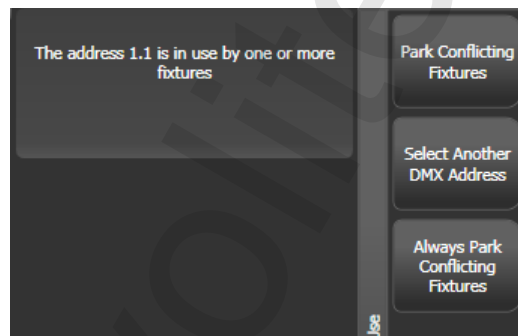 The address 1.1 is in use by one or more
fixtures
Park Conflicting
Fixtures
Select Another
DMX Address
Always Park
Conflicting
Fixtures